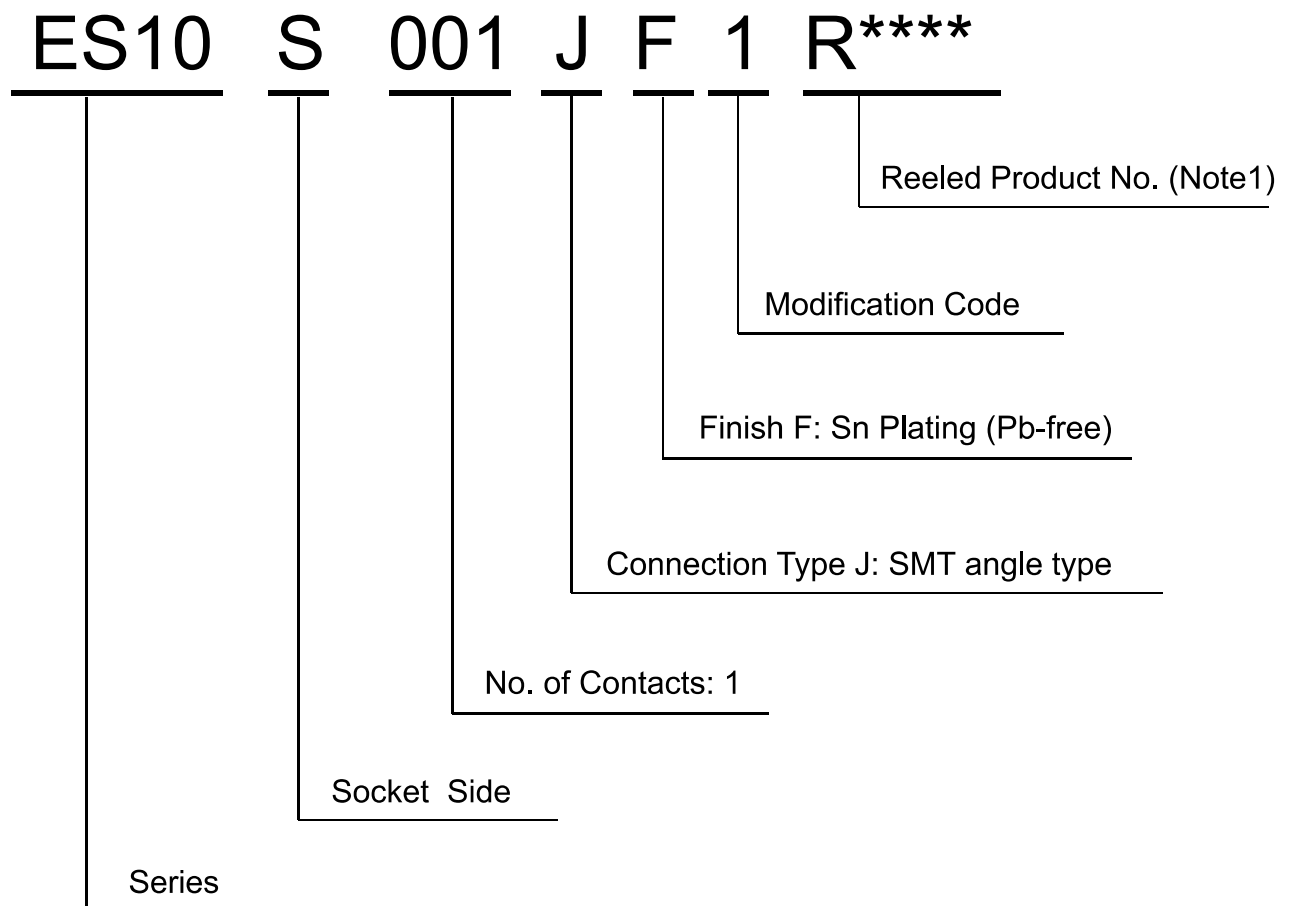 ES10 S 001 J F 1 R****
Reeled Product No. (Note1)
Modification Code
Finish F: Sn Plating (Pb-free)
Connection Type J: SMT angle type
No. of Contacts: 1
Socket Side
Series